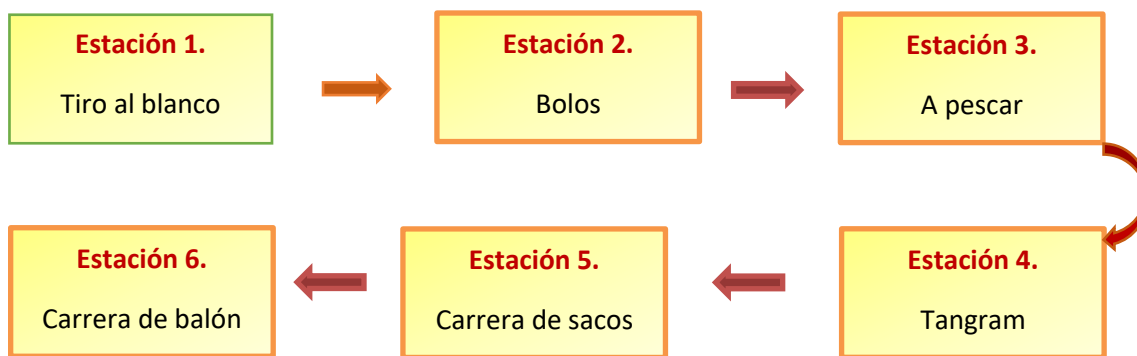 Estación 1.
Tiro al blanco
Estación 2.
Bolos
Estación 3.
A pescar
Estación 4.
Tangram
Estación 5.
Carrera de sacos
Estación 6.
Carrera de balón